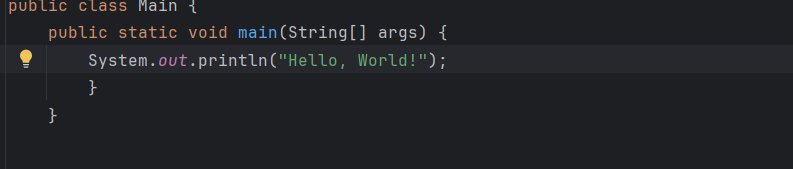 public class Main {
    public static void main(String[] args) {
        System.out.println("Hello, World!");
        }
    }